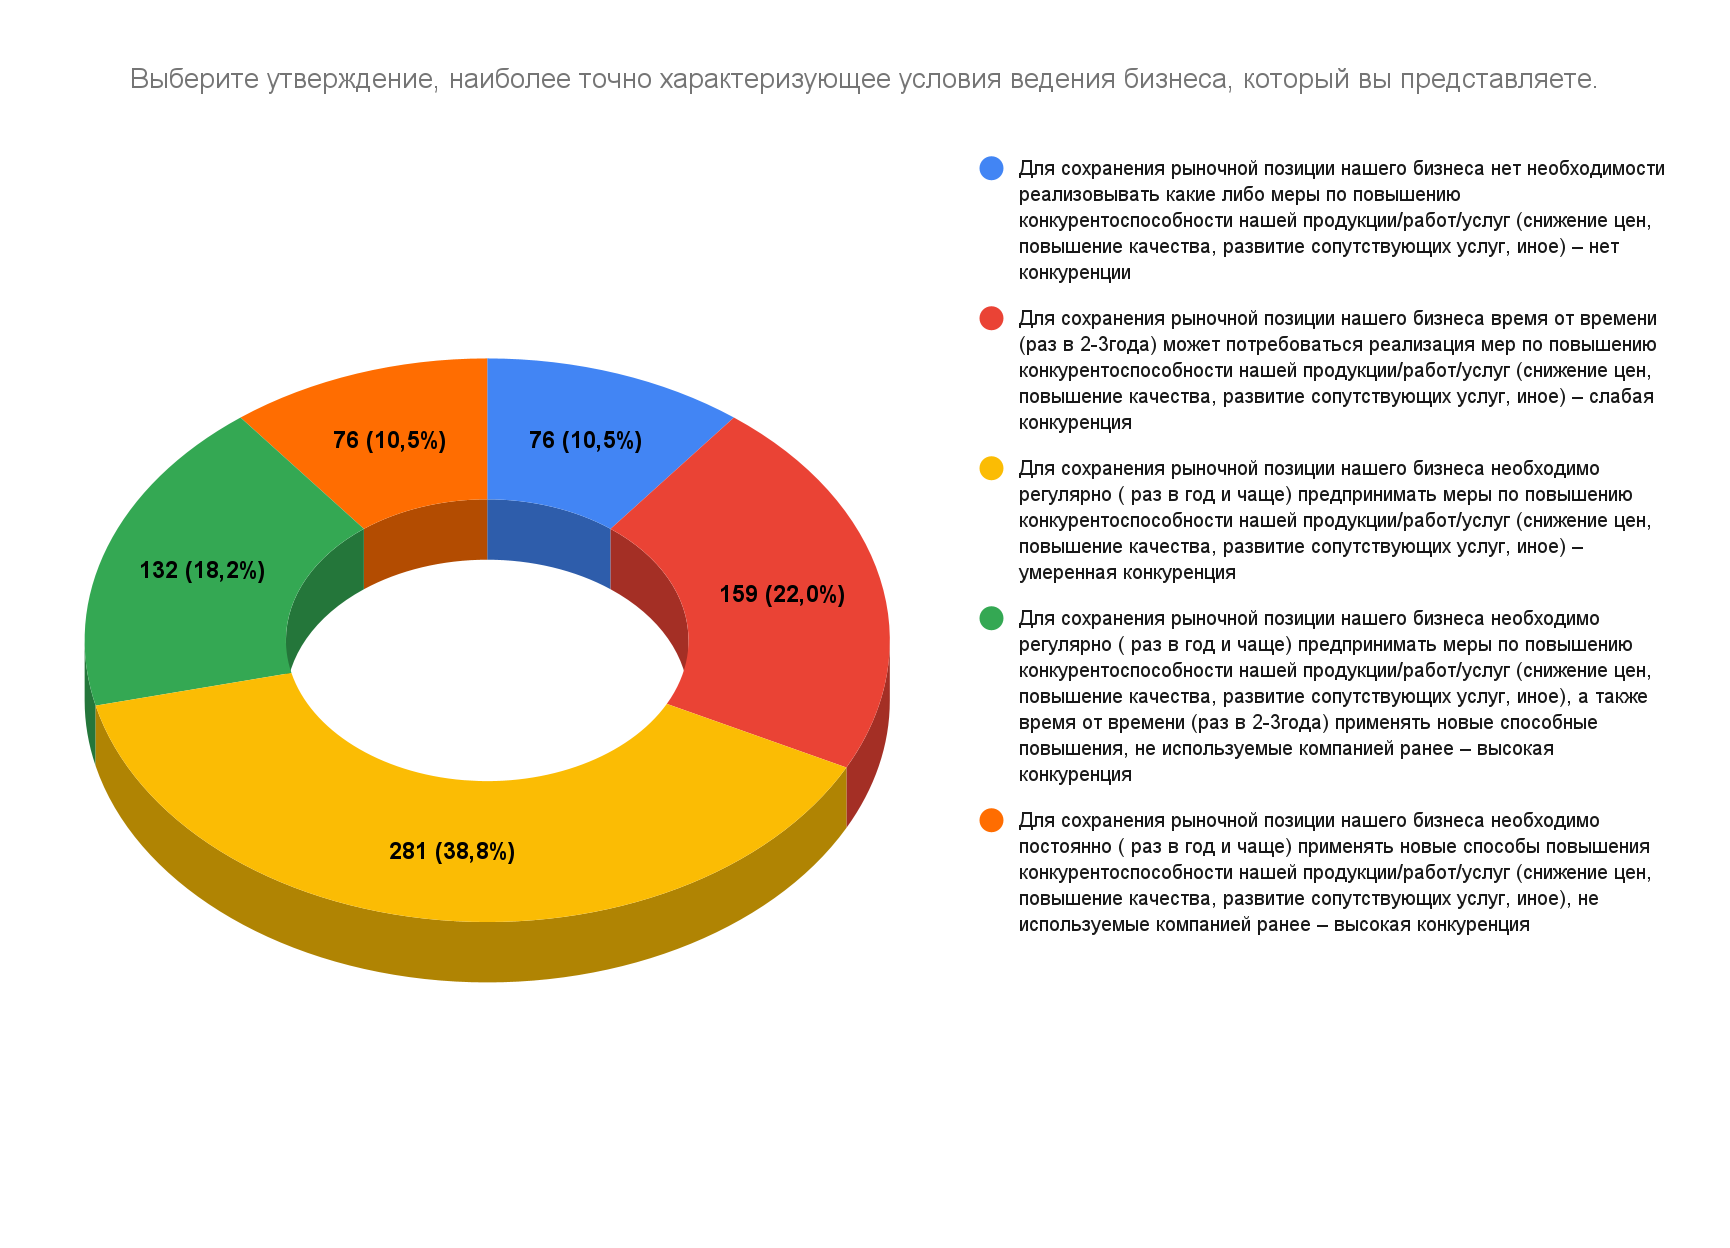 Выберите утверждение, наиболее точно характеризующее условия ведения бизнеса, который вы представляете.
Для сохранения рыночной позиции нашего бизнеса нет необходимости
реализовывать какие либо меры по повышению
конкурентоспособности нашей продукции/работ/услуг (снижение цен,
повышение качества, развитие сопутствующих услуг, иное) – нет
конкуренции
Для сохранения рыночной позиции нашего бизнеса время от времени
(раз в 2-3года) может потребоваться реализация мер по повышению
конкурентоспособности нашей продукции/работ/услуг (снижение цен,
повышение качества, развитие сопутствующих услуг, иное) – слабая
конкуренция
Для сохранения рыночной позиции нашего бизнеса необходимо
регулярно ( раз в год и чаще) предпринимать меры по повышению
конкурентоспособности нашей продукции/работ/услуг (снижение цен,
повышение качества, развитие сопутствующих услуг, иное) –
умеренная конкуренция
Для сохранения рыночной позиции нашего бизнеса необходимо
регулярно ( раз в год и чаще) предпринимать меры по повышению
конкурентоспособности нашей продукции/работ/услуг (снижение цен,
повышение качества, развитие сопутствующих услуг, иное), а также
время от времени (раз в 2-3года) применять новые способные
повышения, не используемые компанией ранее – высокая
конкуренция
Для сохранения рыночной позиции нашего бизнеса необходимо
постоянно ( раз в год и чаще) применять новые способы повышения
конкурентоспособности нашей продукции/работ/услуг (снижение цен,
повышение качества, развитие сопутствующих услуг, иное), не
используемые компанией ранее – высокая конкуренция
76 (10,5%)
76 (10,5%)
132 (18,2%)
159 (22,0%)
281 (38,8%)